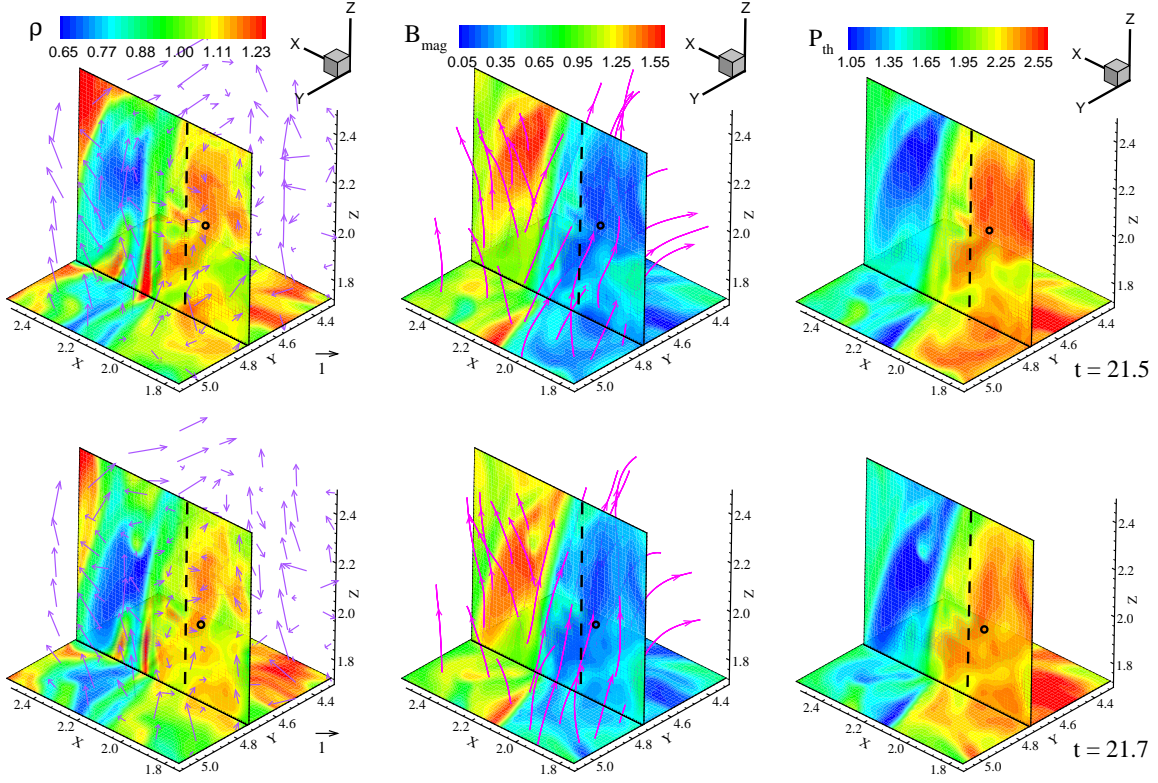 ρ
0.65 0.77 0.88 1.00 1.11 1.23
X Y Z
2.4 2.2 2.0 1.8
X
5.0 4.8 4.6 4.4
Y
2.4 2.2 2.0 1.8
Z
1
B mag
0.05 0.35 0.65 0.95 1.25 1.55
X Y Z
2.4 2.2 2.0 1.8
X
5.0 4.8 4.6 4.4
Y
2.4 2.2 2.0 1.8
Z
P th
1.05 1.35 1.65 1.95 2.25 2.55
X Y Z
2.4 2.2 2.0 1.8
X
5.0 4.8 4.6 4.4
Y
2.4 2.2 2.0 1.8
Z
t = 21.5
2.4 2.2 2.0 1.8
X
5.0 4.8 4.6 4.4
Y
2.4 2.2 2.0 1.8
Z
1
2.4 2.2 2.0 1.8
X
5.0 4.8 4.6 4.4
Y
2.4 2.2 2.0 1.8
Z
2.4 2.2 2.0 1.8
X
5.0 4.8 4.6 4.4
Y
2.4 2.2 2.0 1.8
Z
t = 21.7